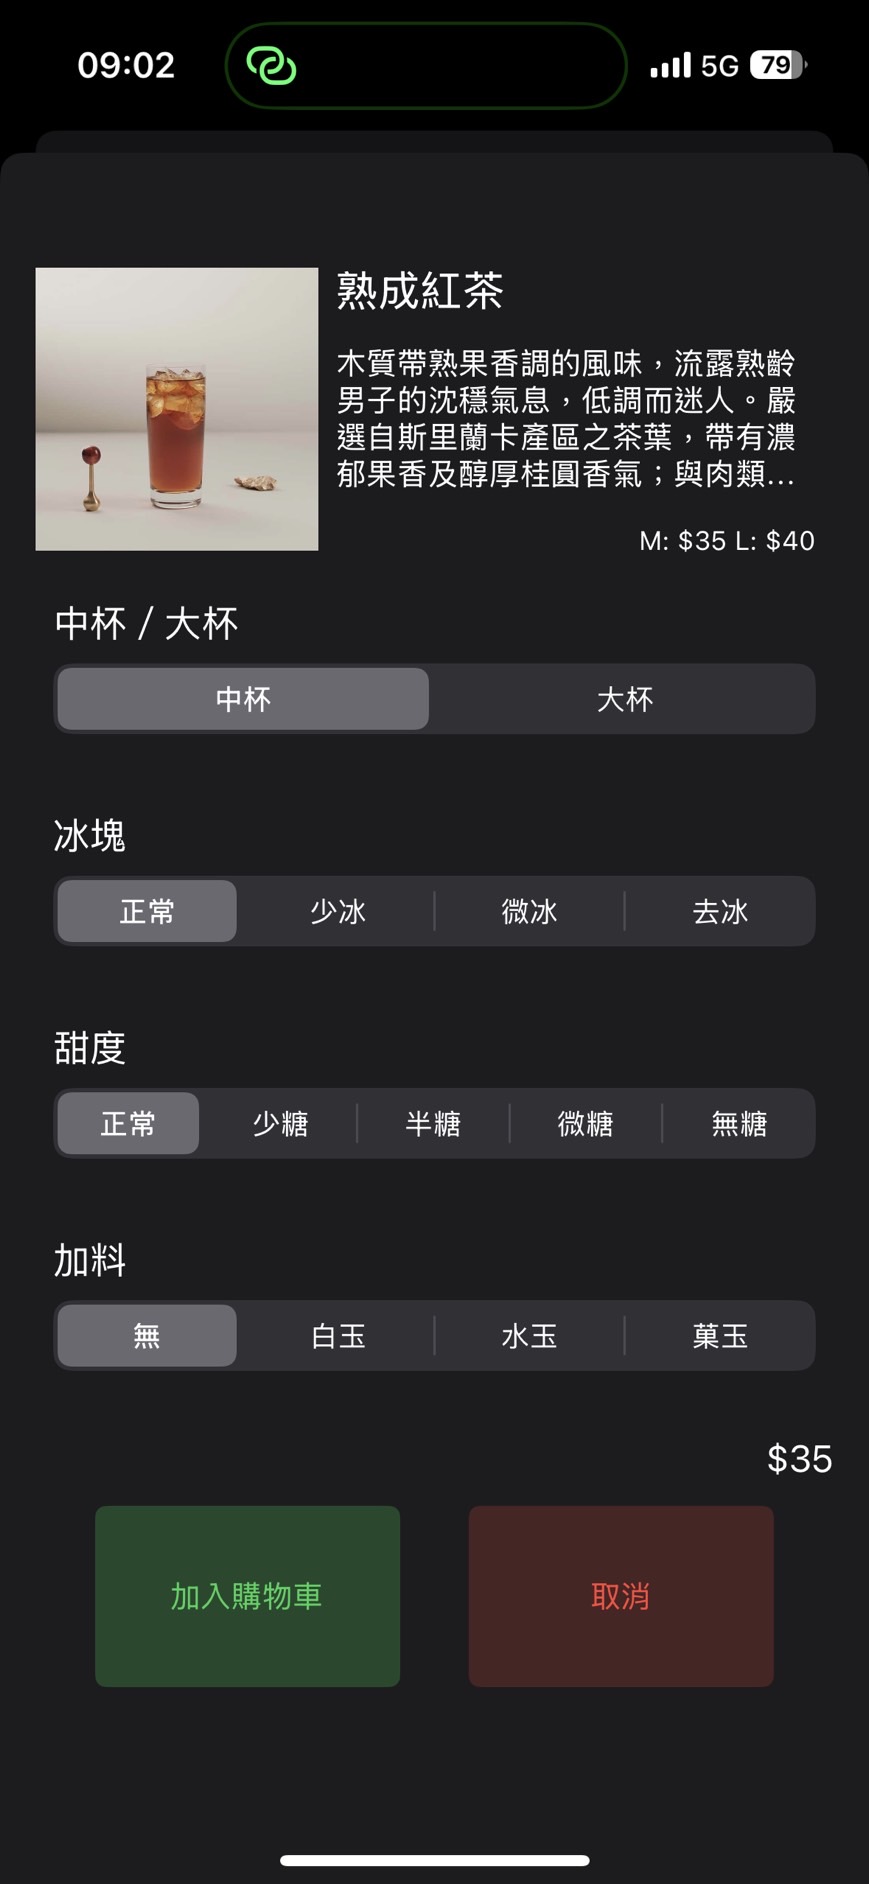 09:02
5G 79
熟成紅茶
木質帶熟果香調的風味，流露熟齡
男子的沈穩氣息，低調而迷人。嚴
選自斯里蘭卡產區之茶葉，帶有濃
郁果香及醇厚桂圓香氣；與肉類...
M: $35 L: $40
中杯 / 大杯
中杯 大杯
冰塊
正常 少冰 微冰 去冰
甜度
正常 少糖 半糖 微糖 無糖
加料
無 白玉 水玉 菓玉
$35
加入購物車 取消